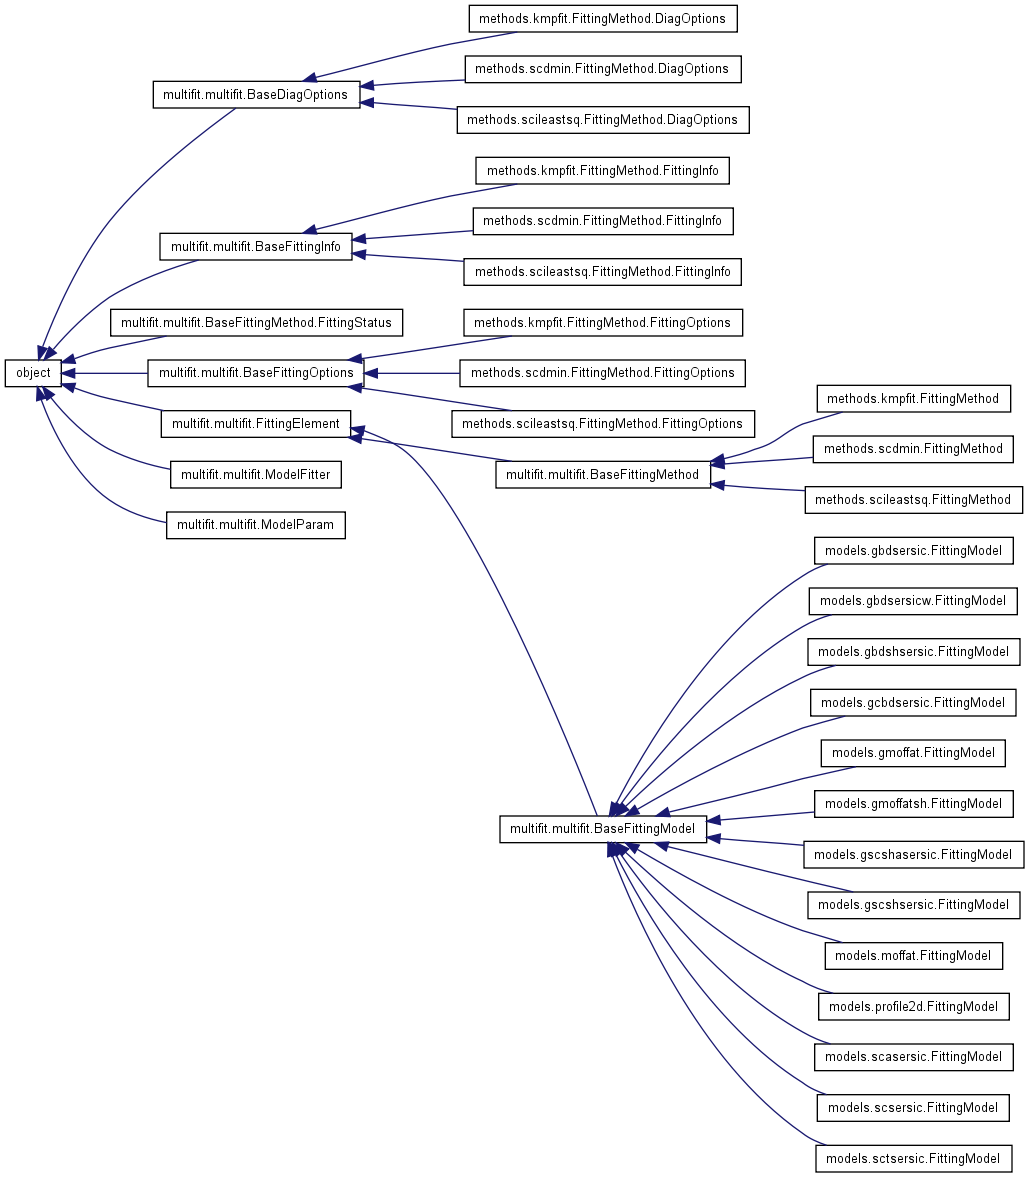 methods.kmpfit.FittingMethod.DiagOptions
methods.scdmin.FittingMethod.DiagOptions
multifit.multifit.BaseDiagOptions
methods.scileastsq.FittingMethod.DiagOptions
methods.kmpfit.FittingMethod.FittingInfo
methods.scdmin.FittingMethod.FittingInfo
multifit.multifit.BaseFittingInfo
methods.scileastsq.FittingMethod.FittingInfo
multifit.multifit.BaseFittingMethod.FittingStatus
methods.kmpfit.FittingMethod.FittingOptions
object
multifit.multifit.BaseFittingOptions
methods.scdmin.FittingMethod.FittingOptions
methods.kmpfit.FittingMethod
multifit.multifit.FittingElement
methods.scileastsq.FittingMethod.FittingOptions
methods.scdmin.FittingMethod
multifit.multifit.ModelFitter
multifit.multifit.BaseFittingMethod
methods.scileastsq.FittingMethod
multifit.multifit.ModelParam
models.gbdsersic.FittingModel
models.gbdsersicw.FittingModel
models.gbdshsersic.FittingModel
models.gcbdsersic.FittingModel
models.gmoffat.FittingModel
models.gmoffatsh.FittingModel
multifit.multifit.BaseFittingModel
models.gscshasersic.FittingModel
models.gscshsersic.FittingModel
models.moffat.FittingModel
models.profile2d.FittingModel
models.scasersic.FittingModel
models.scsersic.FittingModel
models.sctsersic.FittingModel